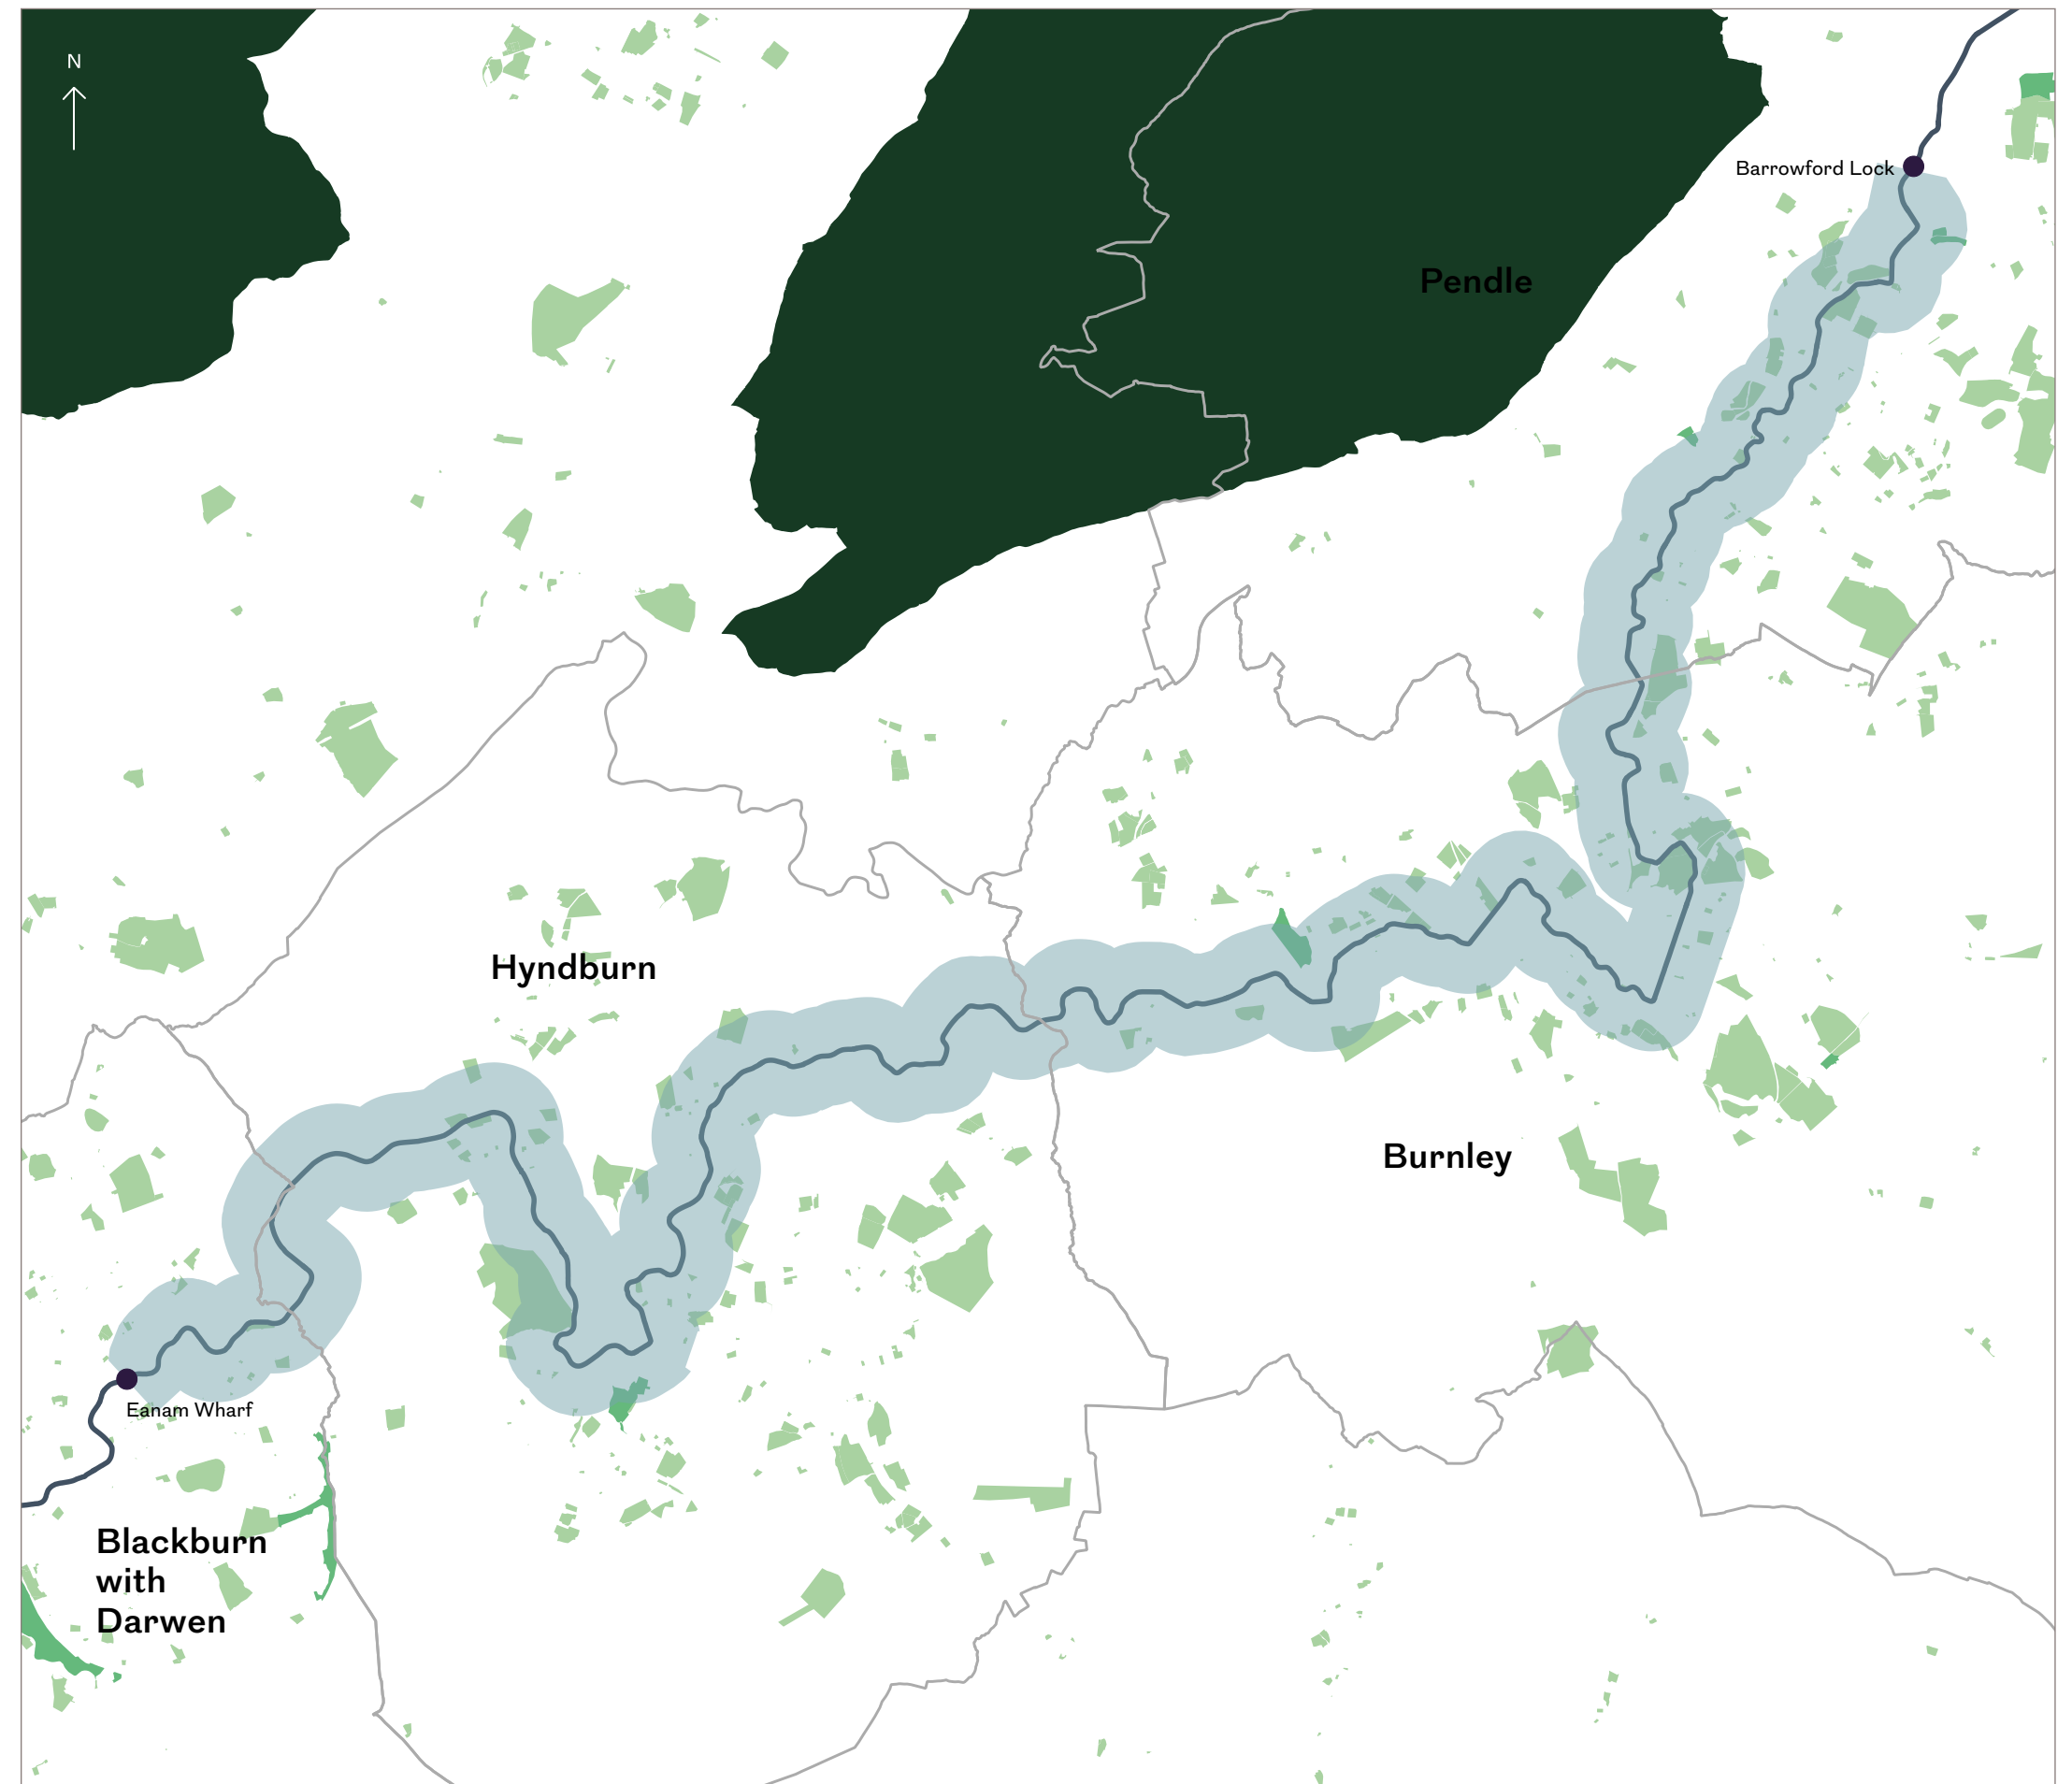 N
Barrowford Lock
Pendle
Hyndburn
Burnley
Eanam Wharf
Blackburn
with
Darwen